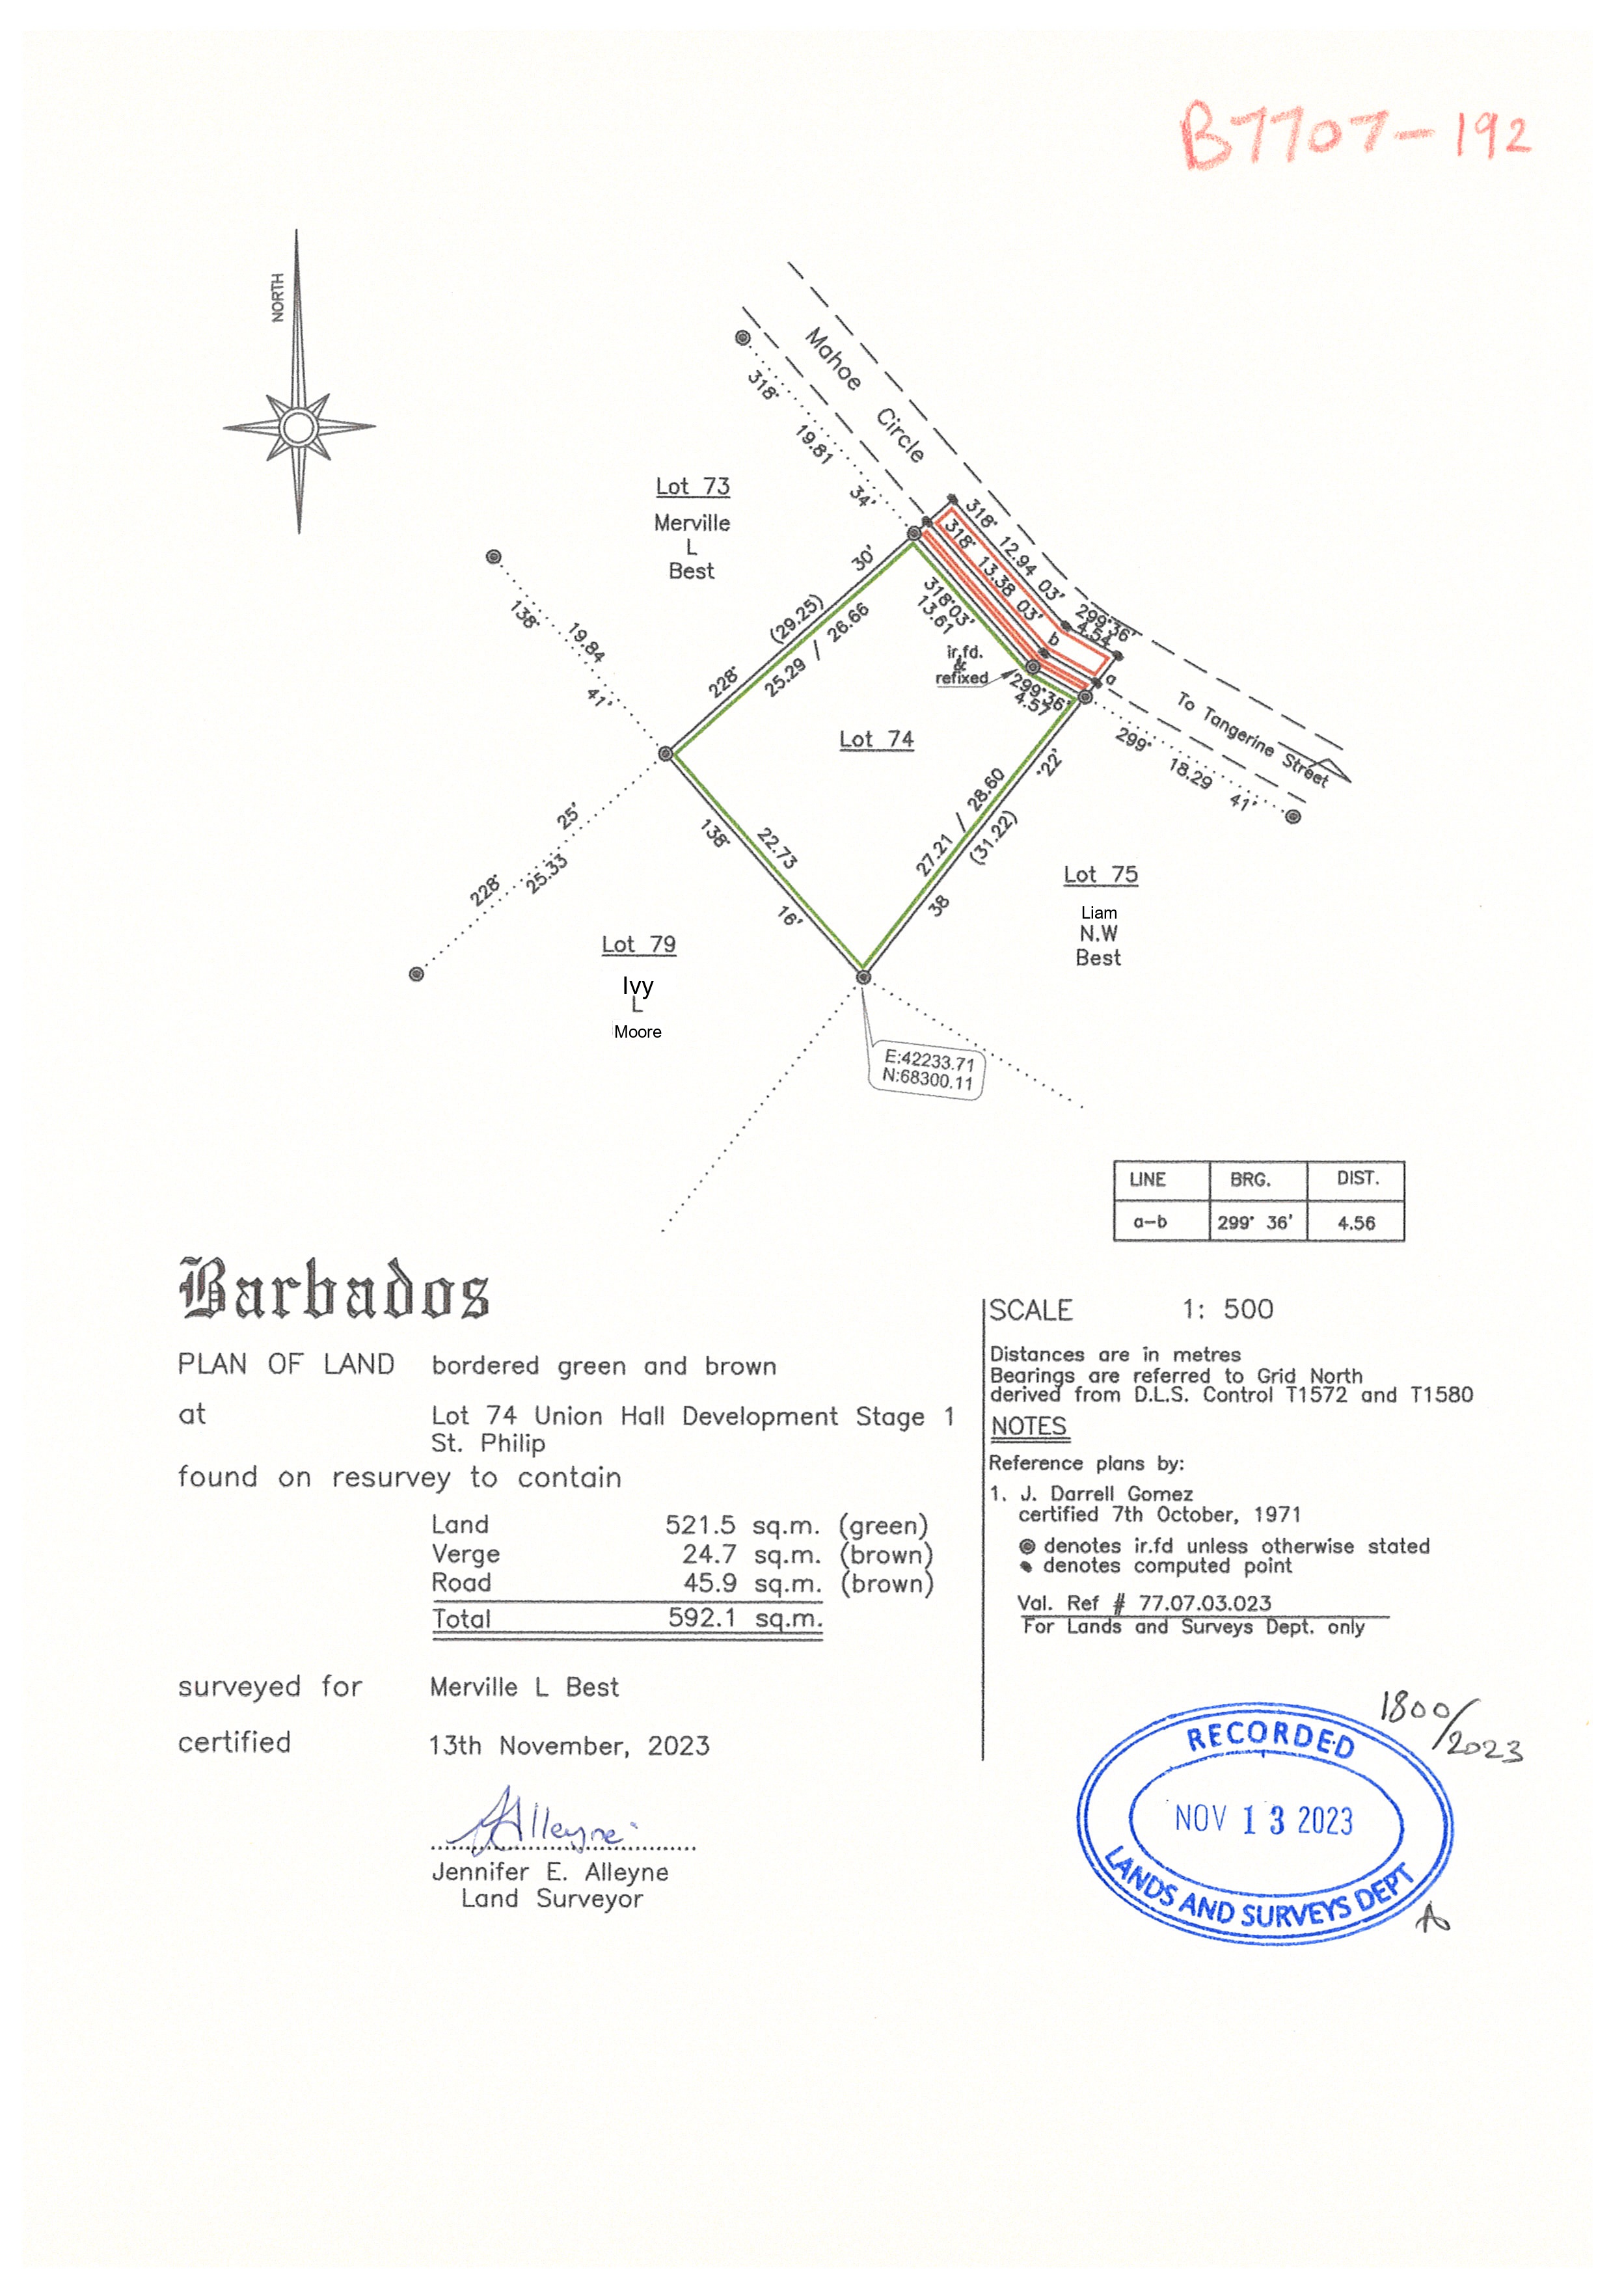 B7707-192
NORTH
Mahoe Circle
318°
19.81
34'
Lot 73
Merville
L
Best
318° 12.94 03'
318° 13.38 03'
299°36'
4.54
30'
(29.25)
228°
25.29 / 26.66
318°03'
13.61
b
a
ir.fd.
&
refixed
299°36'
4.57
138°
19.84
41'
Lot 74
To Tangerine Street
299°
18.29
41'
22'
27.21 / 28.60
(31.22)
38
138°
22.73
16'
25'
228°
25.33
Lot 75
Liam
N.W
Best
Lot 79
Ivy
L
Moore
E:42233.71
N:68300.11
LINE BRG. DIST.
a-b 299° 36' 4.56
Barbados
PLAN OF LAND bordered green and brown
at Lot 74 Union Hall Development Stage 1
St. Philip
found on resurvey to contain
Land 521.5 sq.m. (green)
Verge 24.7 sq.m. (brown)
Road 45.9 sq.m. (brown)
Total 592.1 sq.m.
surveyed for Merville L Best
certified 13th November, 2023
JAlleyne
Jennifer E. Alleyne
Land Surveyor
SCALE 1: 500
Distances are in metres
Bearings are referred to Grid North
derived from D.L.S. Control T1572 and T1580
NOTES
Reference plans by:
1. J. Darrell Gomez
certified 7th October, 1971
denotes ir.fd unless otherwise stated
denotes computed point
Val. Ref # 77.07.03.023
For Lands and Surveys Dept. only
1800/2023
RECORDED
NOV 13 2023
LANDS AND SURVEYS DEPT